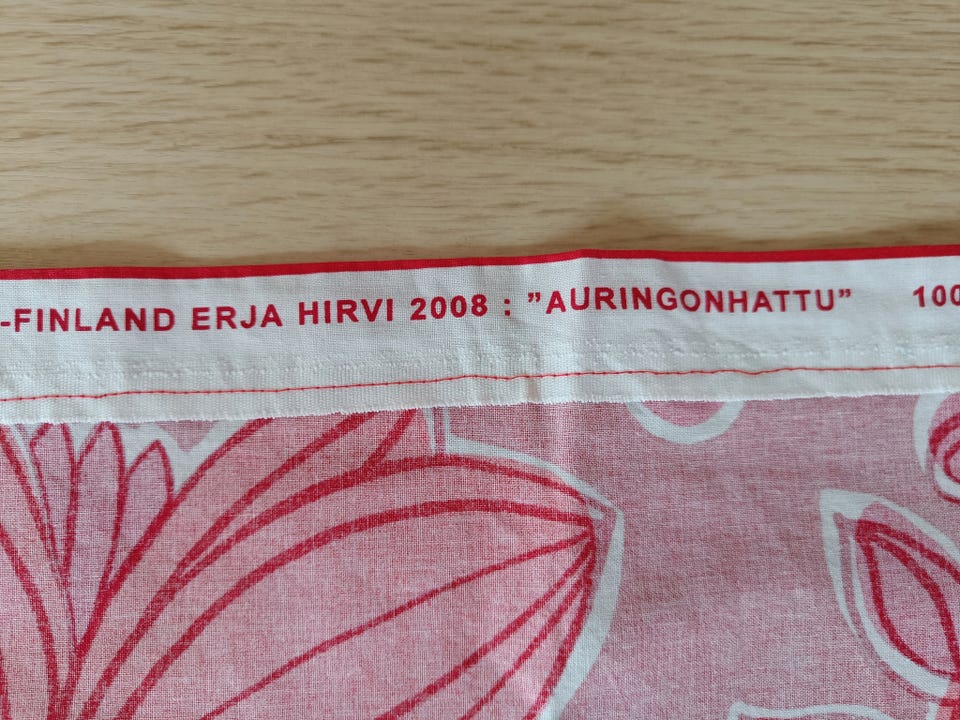 -FINLAND ERJA HIRVI 2008 : ”AURINGONHATTU” 100